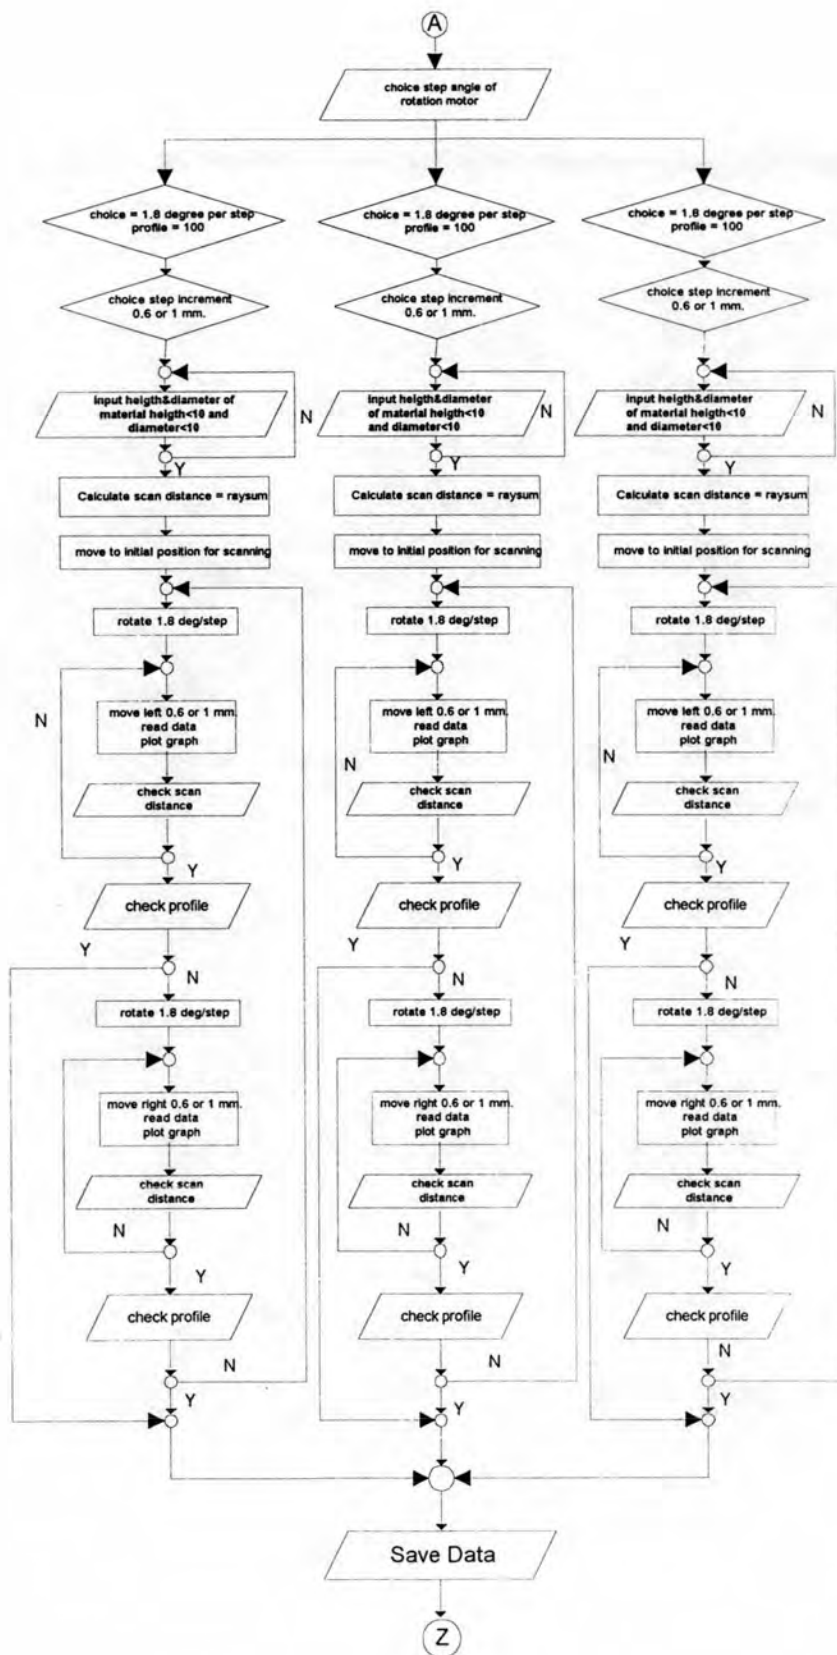 A
choice step angle of
rotation motor
choice = 1.8 degree per step
profile = 100
choice step increment
0.6 or 1 mm.
input heigth&diameter of
material heigth<10 and
diameter<10
N
Y
Calculate scan distance = raysum
move to initial position for scanning
rotate 1.8 deg/step
N
move left 0.6 or 1 mm.
read data
plot graph
check scan
distance
Y
check profile
Y
N
rotate 1.8 deg/step
move right 0.6 or 1 mm.
read data
plot graph
check scan
distance
N
Y
check profile
N
Y
choice = 1.8 degree per step
profile = 100
choice step increment
0.6 or 1 mm.
input heigth&diameter
of material heigth<10
and diameter<10
N
Y
Calculate scan distance = raysum
move to initial position for scanning
rotate 1.8 deg/step
move left 0.6 or 1 mm.
read data
plot graph
N
check scan
distance
Y
check profile
Y
N
rotate 1.8 deg/step
move right 0.6 or 1 mm.
read data
plot graph
check scan
distance
N
Y
check profile
N
Y
choice = 1.8 degree per step
profile = 100
choice step increment
0.6 or 1 mm.
input heigth&diameter
of material heigth<10
and diameter<10
N
Y
Calculate scan distance = raysum
move to initial position for scanning
rotate 1.8 deg/step
move left 0.6 or 1 mm.
read data
plot graph
N
check scan
distance
Y
check profile
Y
N
rotate 1.8 deg/step
move right 0.6 or 1 mm.
read data
plot graph
check scan
distance
N
Y
check profile
N
Y
Save Data
Z